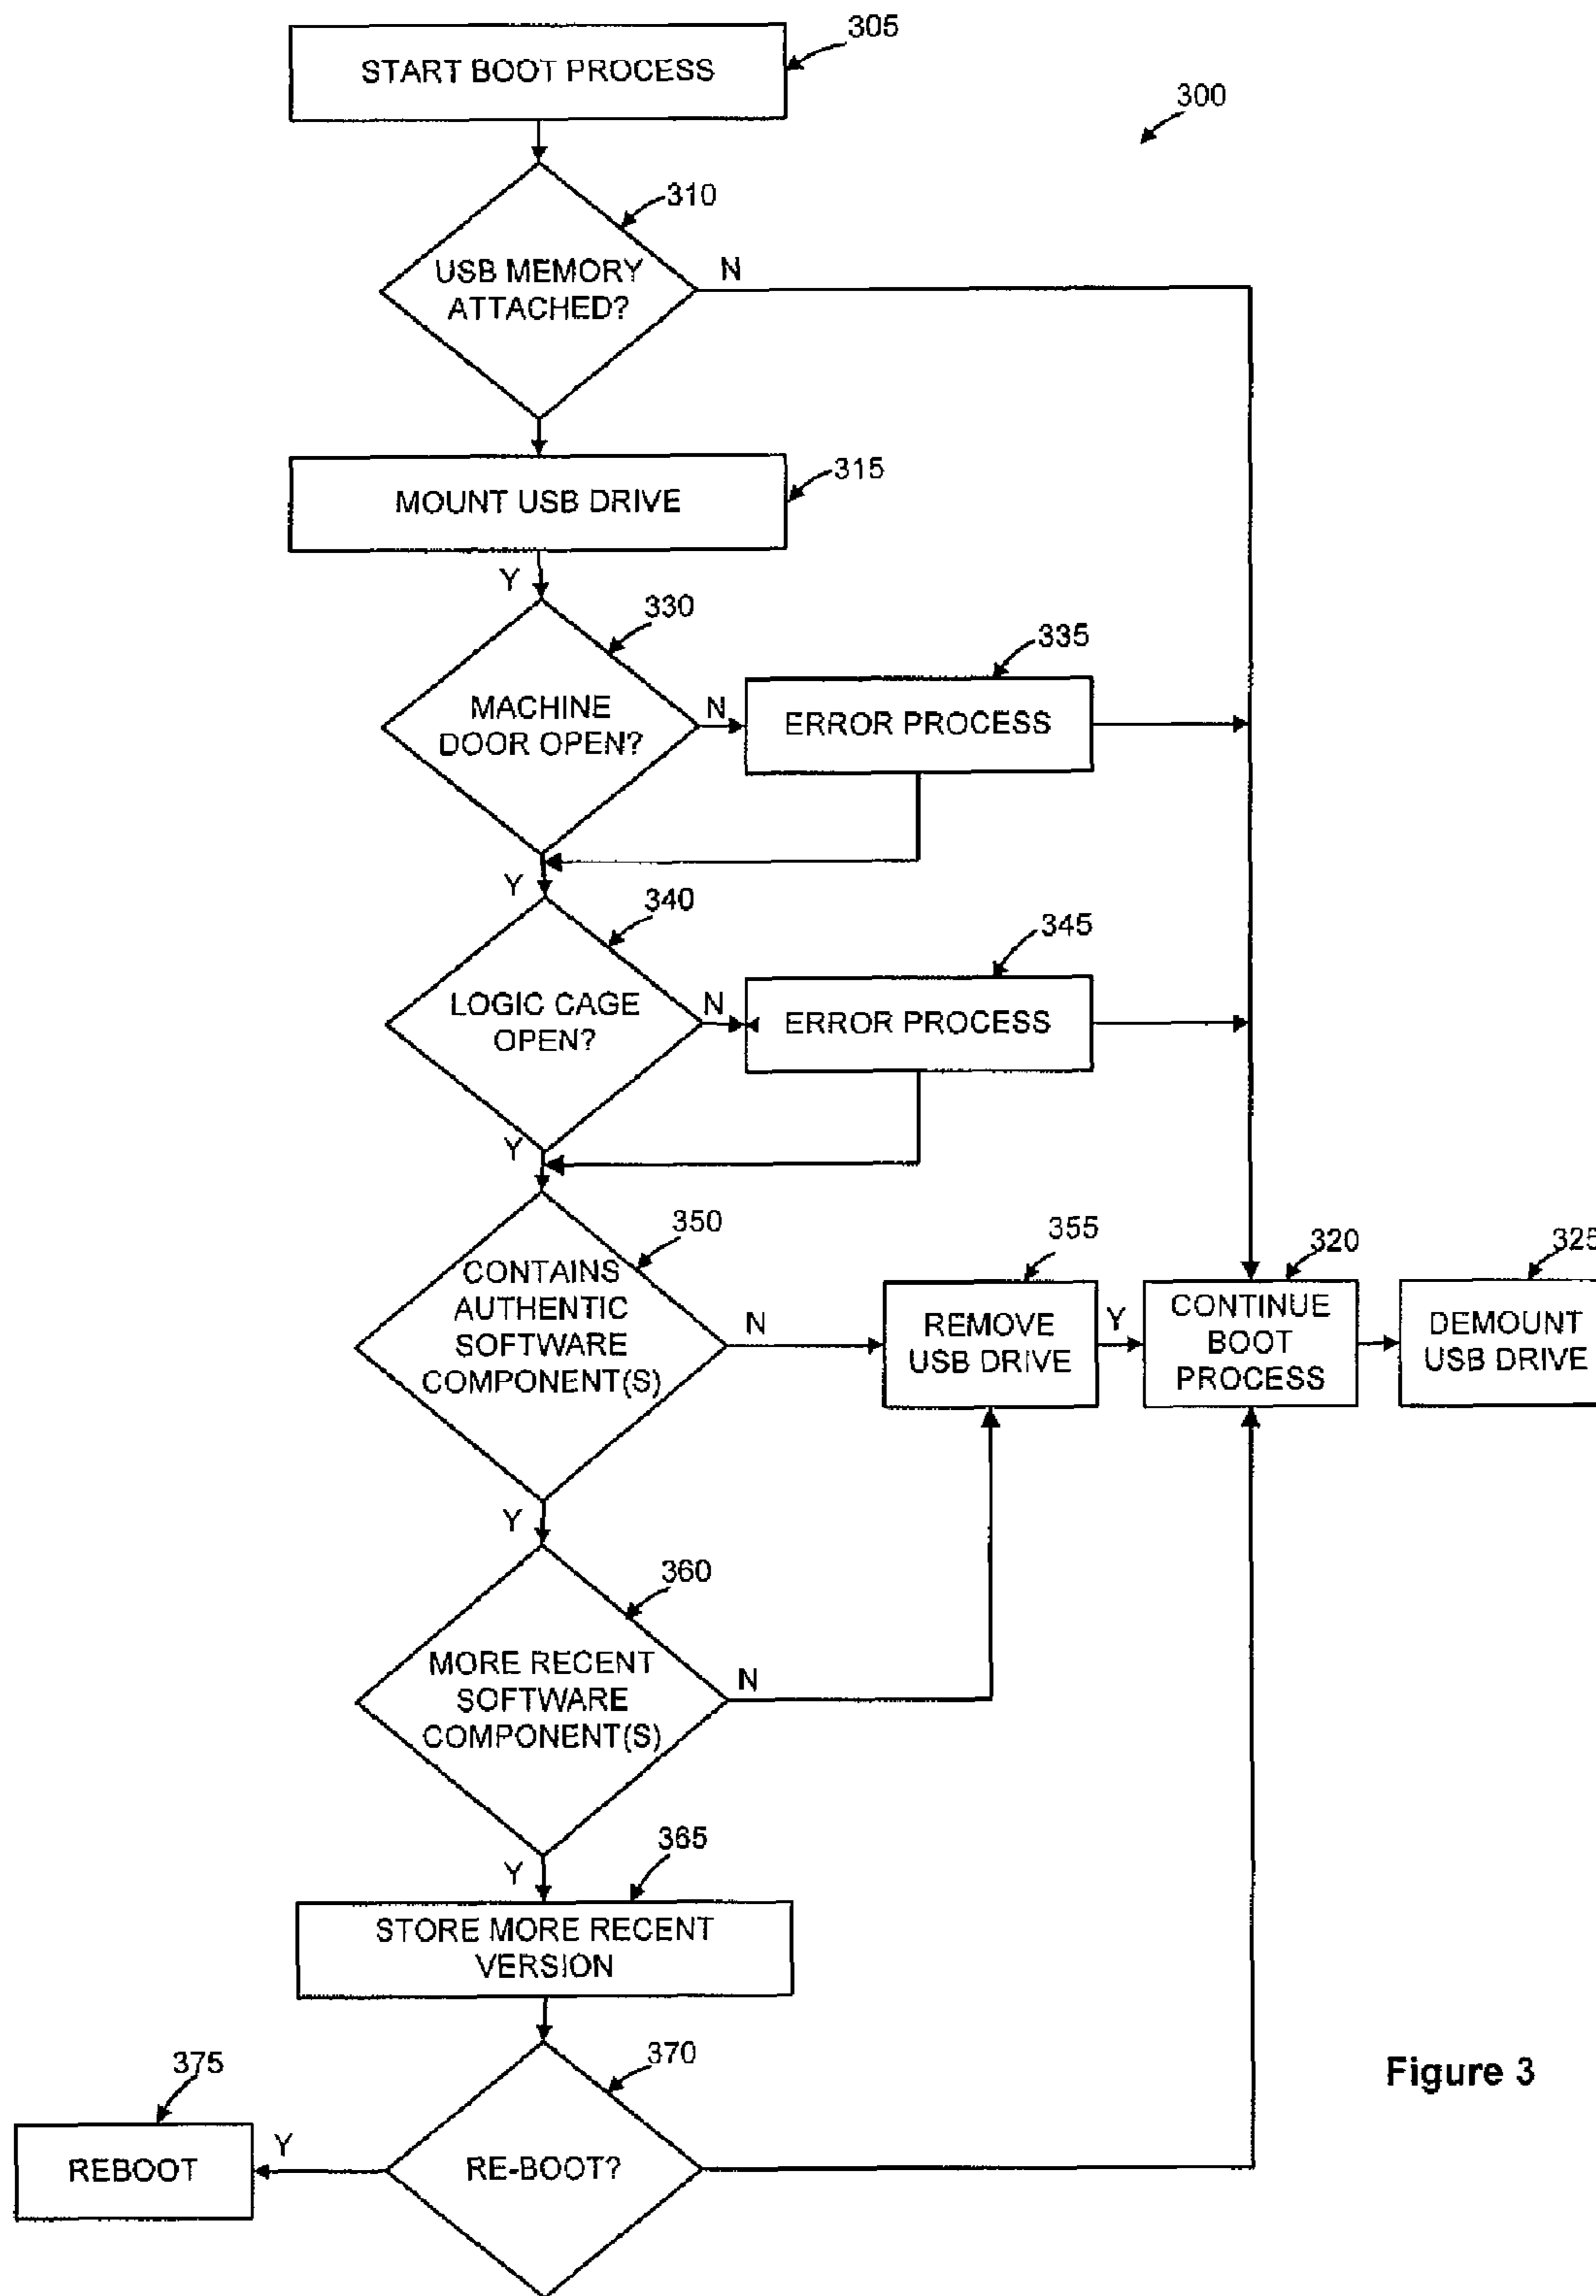 START BOOT PROCESS
305
300
310
USB MEMORY
ATTACHED?
N
MOUNT USB DRIVE
315
Y
330
MACHINE
DOOR OPEN?
N
335
ERROR PROCESS
Y
340
LOGIC CAGE
OPEN?
N
345
ERROR PROCESS
Y
350
CONTAINS
AUTHENTIC
SOFTWARE
COMPONENT(S)
N
355
REMOVE
USB DRIVE
Y
320
CONTINUE
BOOT
PROCESS
325
DEMOUNT
USB DRIVE
Y
360
MORE RECENT
SOFTWARE
COMPONENT(S)
N
Y
365
STORE MORE RECENT
VERSION
370
RE-BOOT?
Y
375
REBOOT
Figure 3